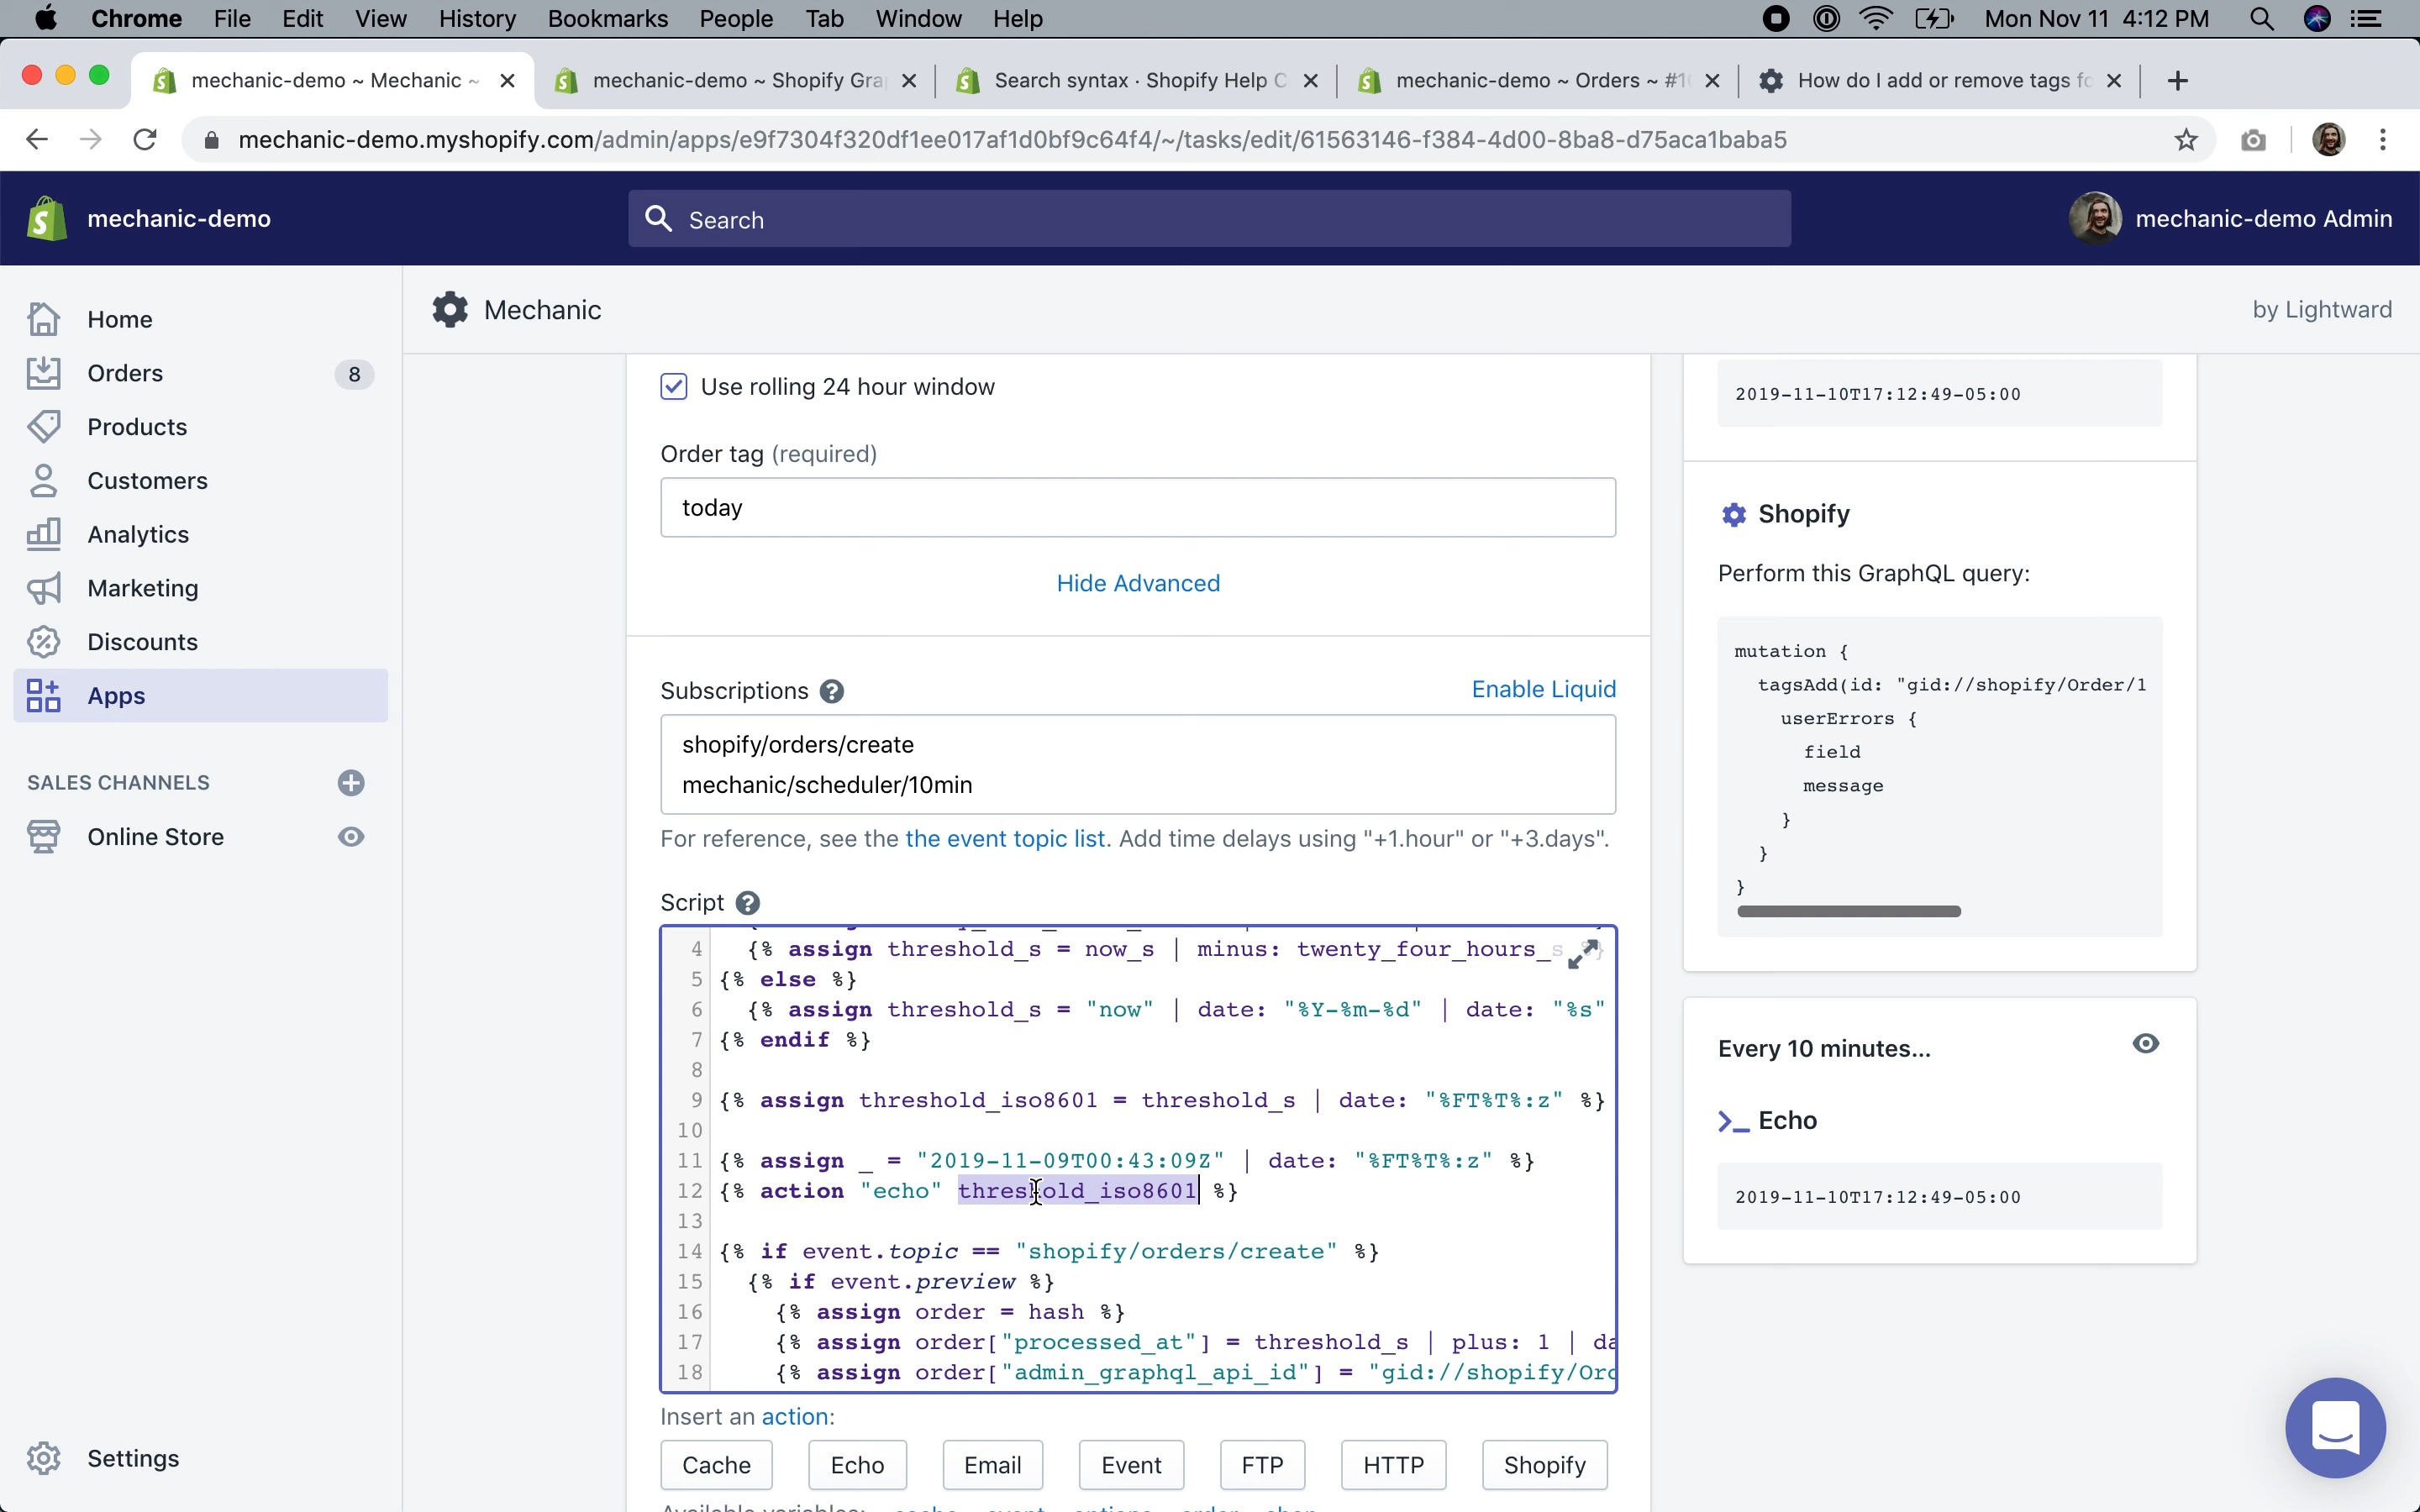 Chrome File Edit View History Bookmarks People Tab Window Help Mon Nov 11 4:12 PM
mechanic-demo ~ Mechanic ~ mechanic-demo ~ Shopify Gra Search syntax · Shopify Help C mechanic-demo ~ Orders ~ #1 How do I add or remove tags fo
mechanic-demo.myshopify.com/admin/apps/e9f7304f320df1ee017af1d0bf9c64f4/~/tasks/edit/61563146-f384-4d00-8ba8-d75aca1baba5
mechanic-demo
Search
mechanic-demo Admin
Home
Orders 8
Products
Customers
Analytics
Marketing
Discounts
Apps
SALES CHANNELS
Online Store
Settings
Mechanic
by Lightward
Use rolling 24 hour window
Order tag (required)
today
Hide Advanced
Subscriptions ?
Enable Liquid
shopify/orders/create
mechanic/scheduler/10min
For reference, see the the event topic list. Add time delays using "+1.hour" or "+3.days".
Script ?
4 {% assign threshold_s = now_s | minus: twenty_four_hours_s %}
5 {% else %}
6 {% assign threshold_s = "now" | date: "%Y-%m-%d" | date: "%s"
7 {% endif %}
8
9 {% assign threshold_iso8601 = threshold_s | date: "%FT%T%:z" %}
10
11 {% assign _ = "2019-11-09T00:43:09Z" | date: "%FT%T%:z" %}
12 {% action "echo" threshold_iso8601 %}
13
14 {% if event.topic == "shopify/orders/create" %}
15 {% if event.preview %}
16 {% assign order = hash %}
17 {% assign order["processed_at"] = threshold_s | plus: 1 | da
18 {% assign order["admin_graphql_api_id"] = "gid://shopify/Ord
Insert an action:
Cache Echo Email Event FTP HTTP Shopify
2019-11-10T17:12:49-05:00
Shopify
Perform this GraphQL query:
mutation {
tagsAdd(id: "gid://shopify/Order/1
userErrors {
field
message
}
}
}
Every 10 minutes...
Echo
2019-11-10T17:12:49-05:00